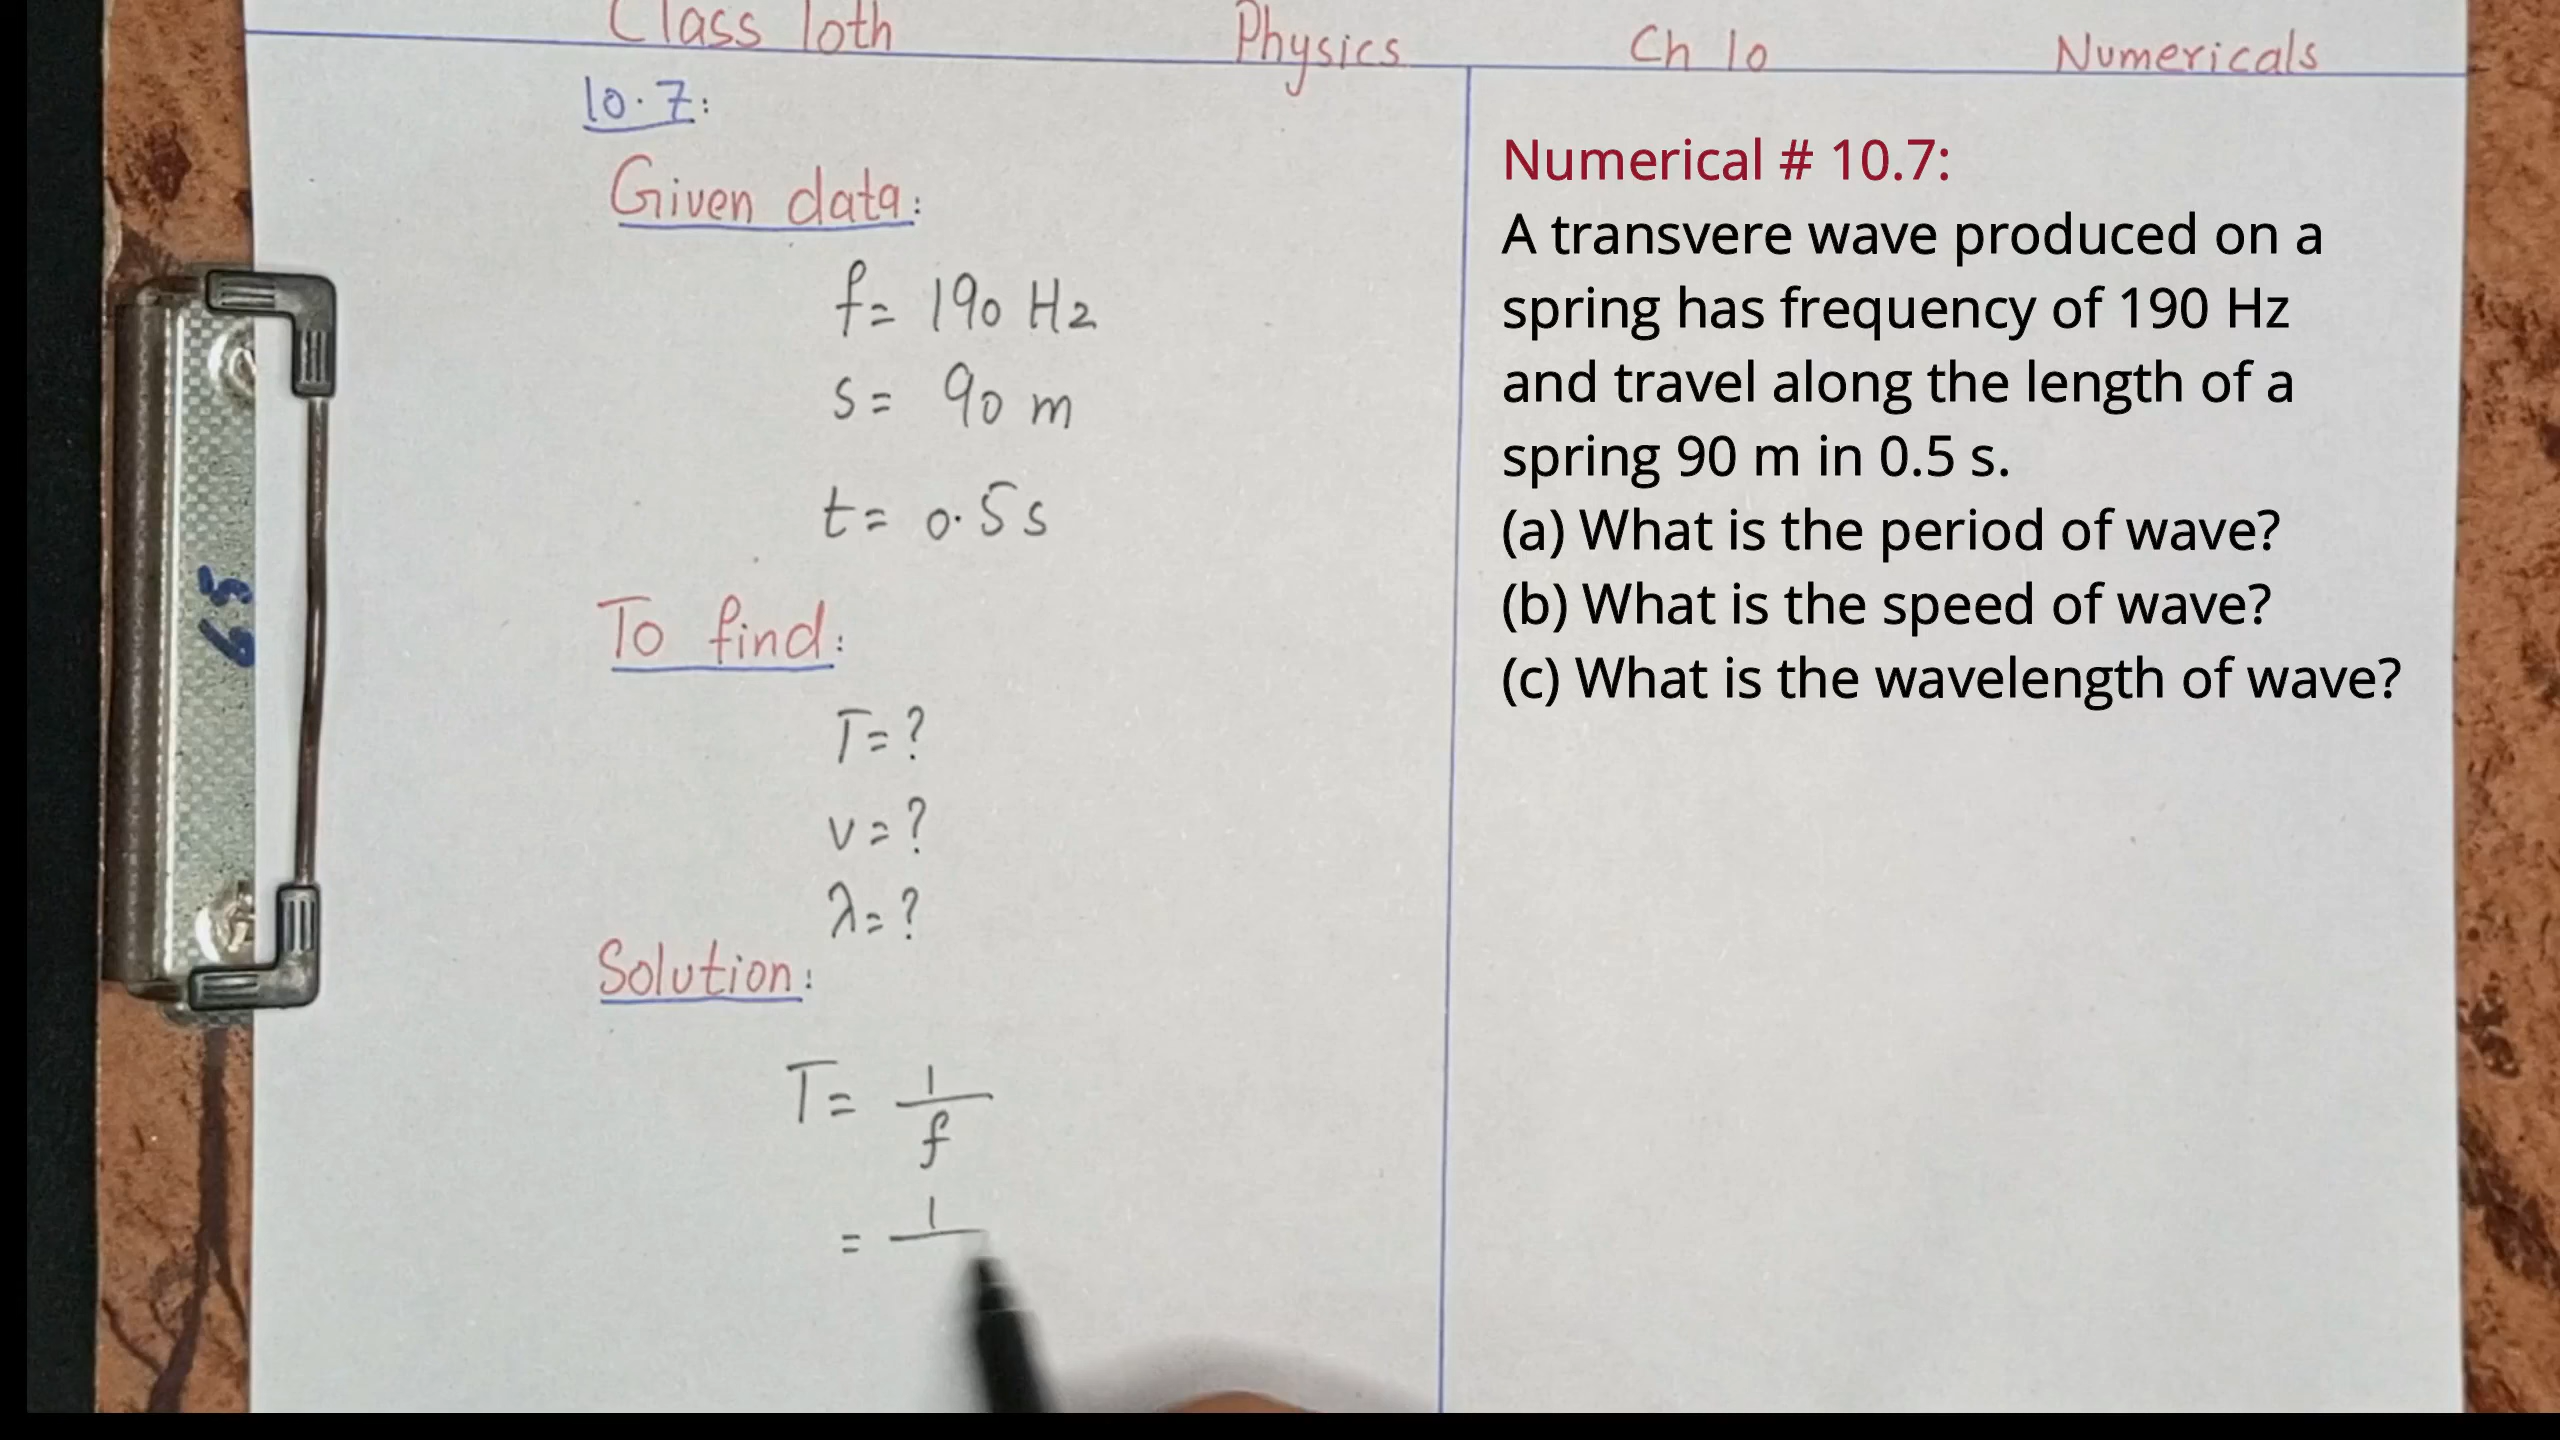 Class 10th Physics Ch 10 Numericals
10.7:
Given data:
f= 190 Hz
s= 90 m
t= 0.5 s
To find:
T= ?
v= ?
λ= ?
Solution:
T= 1/f
= 1/
Numerical # 10.7:
A transvere wave produced on a
spring has frequency of 190 Hz
and travel along the length of a
spring 90 m in 0.5 s.
(a) What is the period of wave?
(b) What is the speed of wave?
(c) What is the wavelength of wave?
65